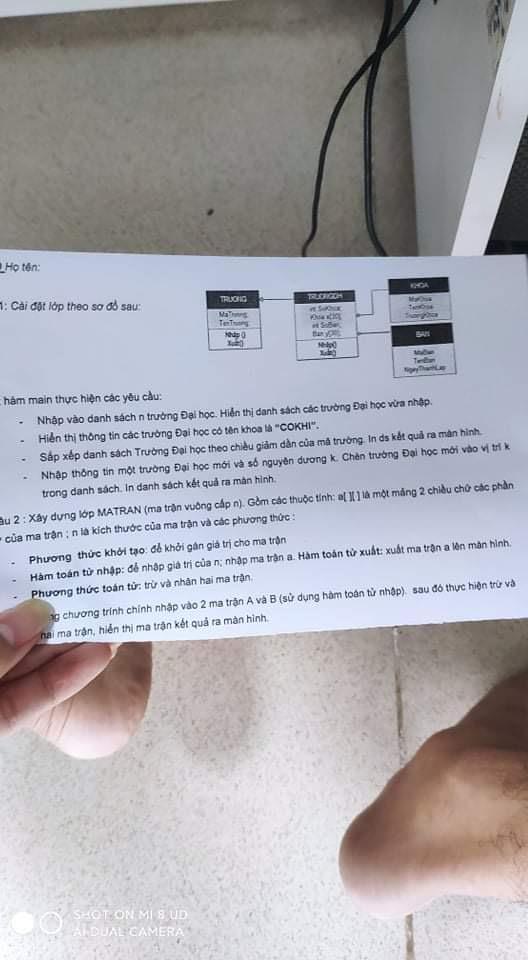 Họ tên:
1: Cài đặt lớp theo sơ đồ sau:
TRUONG
MaTruong;
TenTruong;
Nhập ()
Xuất()
TRUONGDH
int SoKhoa;
Khoa x[30];
int SoBan;
Ban y[30];
Nhập()
Xuất()
KHOA
MaKhoa
TenKhoa
TruongKhoa
BAN
MaBan
TenBan
NgayThanhLap
hàm main thực hiện các yêu cầu:
- Nhập vào danh sách n trường Đại học. Hiển thị danh sách các trường Đại học vừa nhập.
- Hiển thị thông tin các trường Đại học có tên khoa là "COKHI".
- Sắp xếp danh sách Trường Đại học theo chiều giảm dần của mã trường. In ds kết quả ra màn hình.
- Nhập thông tin một trường Đại học mới và số nguyên dương k. Chèn trường Đại học mới vào vị trí k
trong danh sách. In danh sách kết quả ra màn hình.
âu 2 : Xây dựng lớp MATRAN (ma trận vuông cấp n). Gồm các thuộc tính: a[ ][ ] là một mảng 2 chiều chứ các phần
của ma trận ; n là kích thước của ma trận và các phương thức :
- Phương thức khởi tạo: để khởi gán giá trị cho ma trận
- Hàm toán tử nhập: để nhập giá trị của n; nhập ma trận a. Hàm toán tử xuất: xuất ma trận a lên màn hình.
- Phương thức toán tử: trừ và nhân hai ma trận.
ng chương trình chính nhập vào 2 ma trận A và B (sử dụng hàm toán tử nhập). sau đó thực hiện trừ và
hai ma trận, hiển thị ma trận kết quả ra màn hình.
SHOT ON MI 8 UD
AI DUAL CAMERA